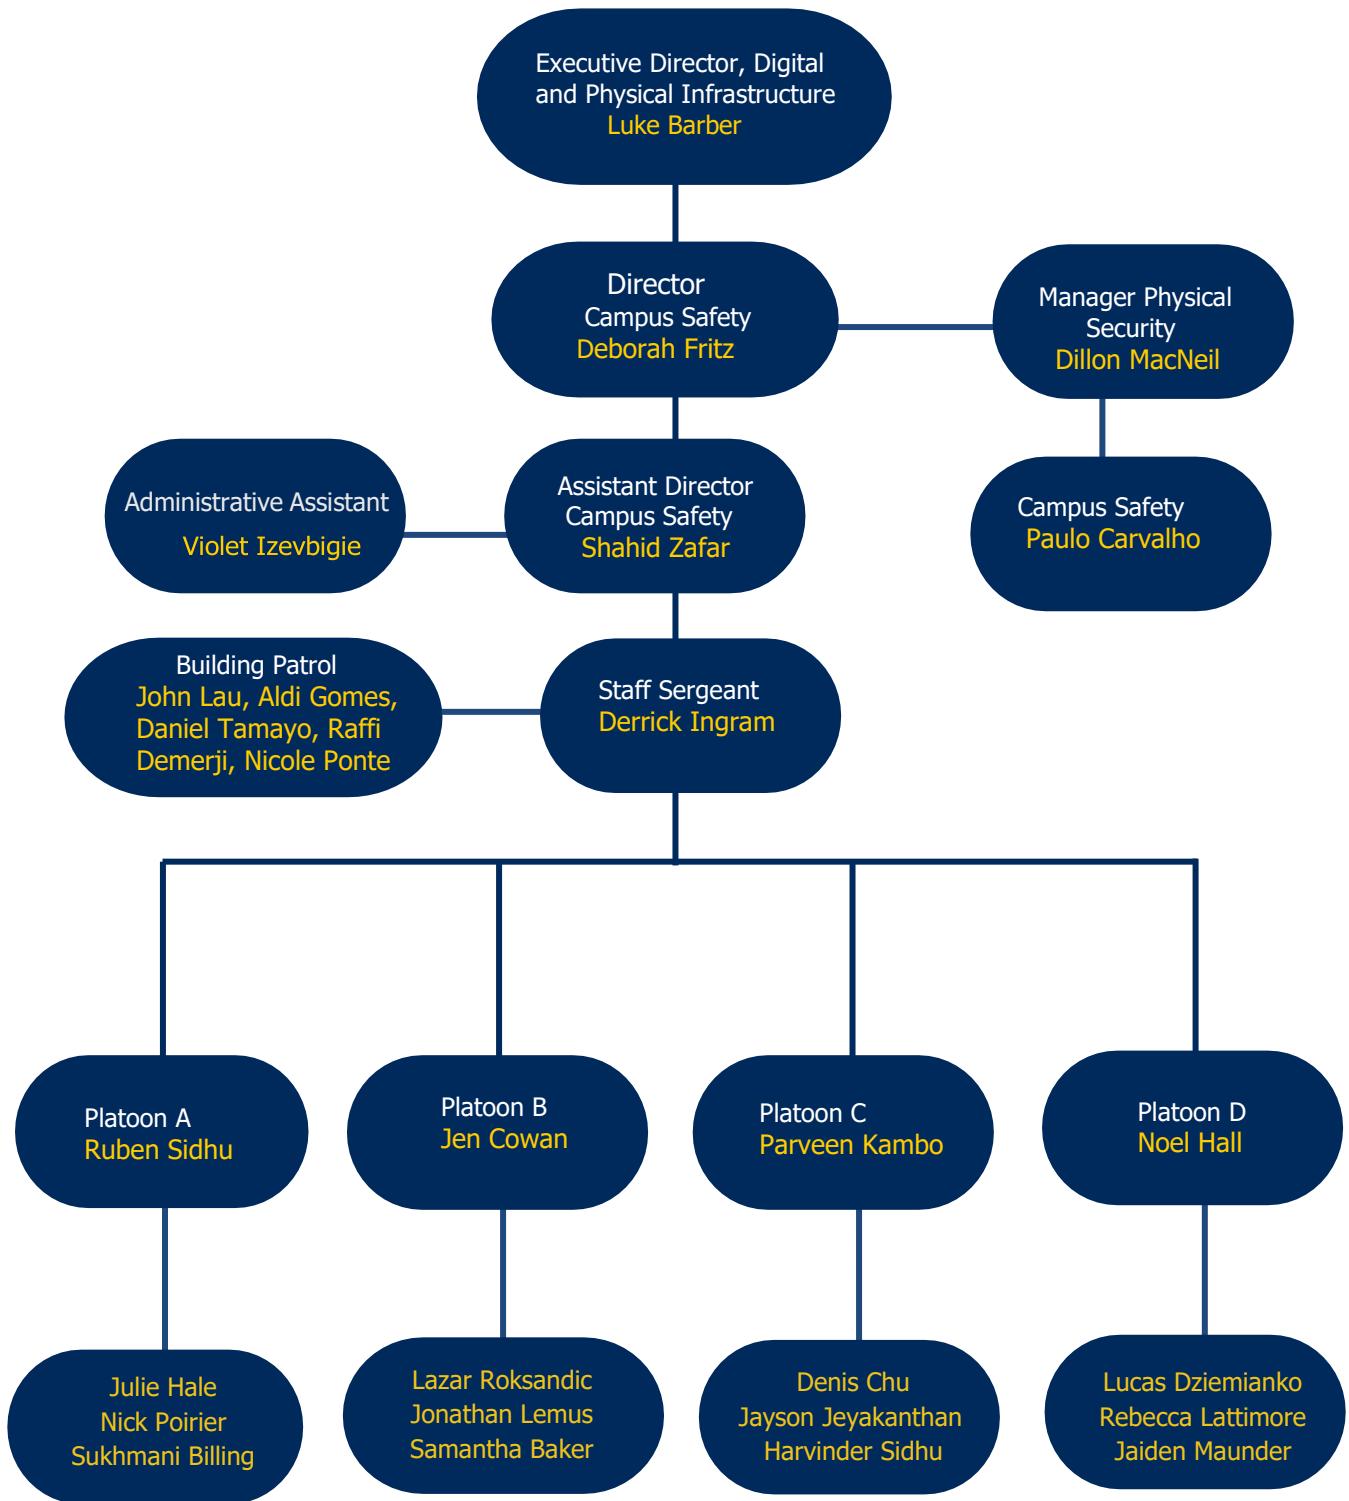 Executive Director, Digital
and Physical Infrastructure
Luke Barber
Director
Campus Safety
Deborah Fritz
Manager Physical
Security
Dillon MacNeil
Administrative Assistant
Violet Izevbigie
Assistant Director
Campus Safety
Shahid Zafar
Campus Safety
Paulo Carvalho
Building Patrol
John Lau, Aldi Gomes,
Daniel Tamayo, Raffi
Demerji, Nicole Ponte
Staff Sergeant
Derrick Ingram
Platoon A
Ruben Sidhu
Platoon B
Jen Cowan
Platoon C
Parveen Kambo
Platoon D
Noel Hall
Julie Hale
Nick Poirier
Sukhmani Billing
Lazar Roksandic
Jonathan Lemus
Samantha Baker
Denis Chu
Jayson Jeyakanthan
Harvinder Sidhu
Lucas Dziemianko
Rebecca Lattimore
Jaiden Maunder